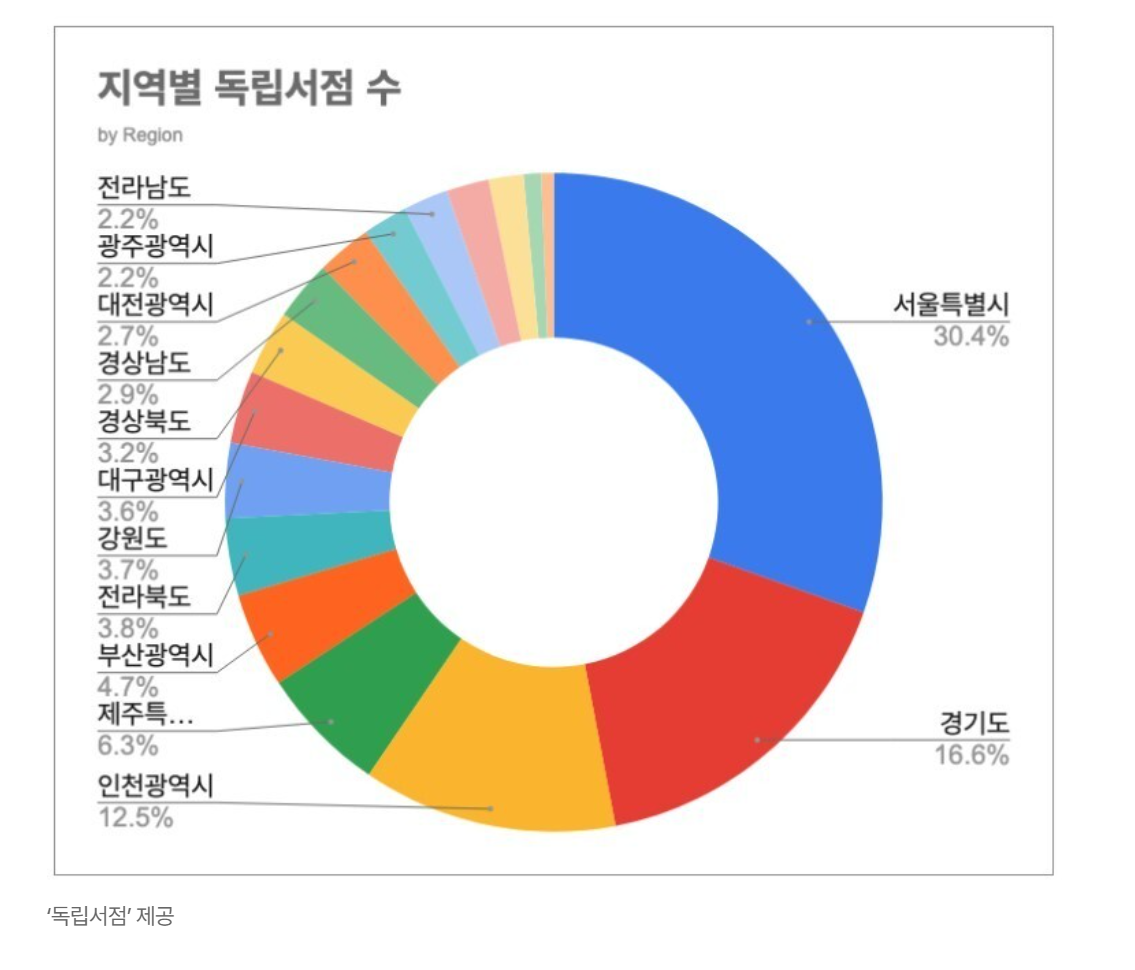 지역별 독립서점 수
by Region
전라남도
2.2%
광주광역시
2.2%
대전광역시
2.7%
경상남도
2.9%
경상북도
3.2%
대구광역시
3.6%
강원도
3.7%
전라북도
3.8%
부산광역시
4.7%
제주특...
6.3%
인천광역시
12.5%
서울특별시
30.4%
경기도
16.6%
‘독립서점’ 제공